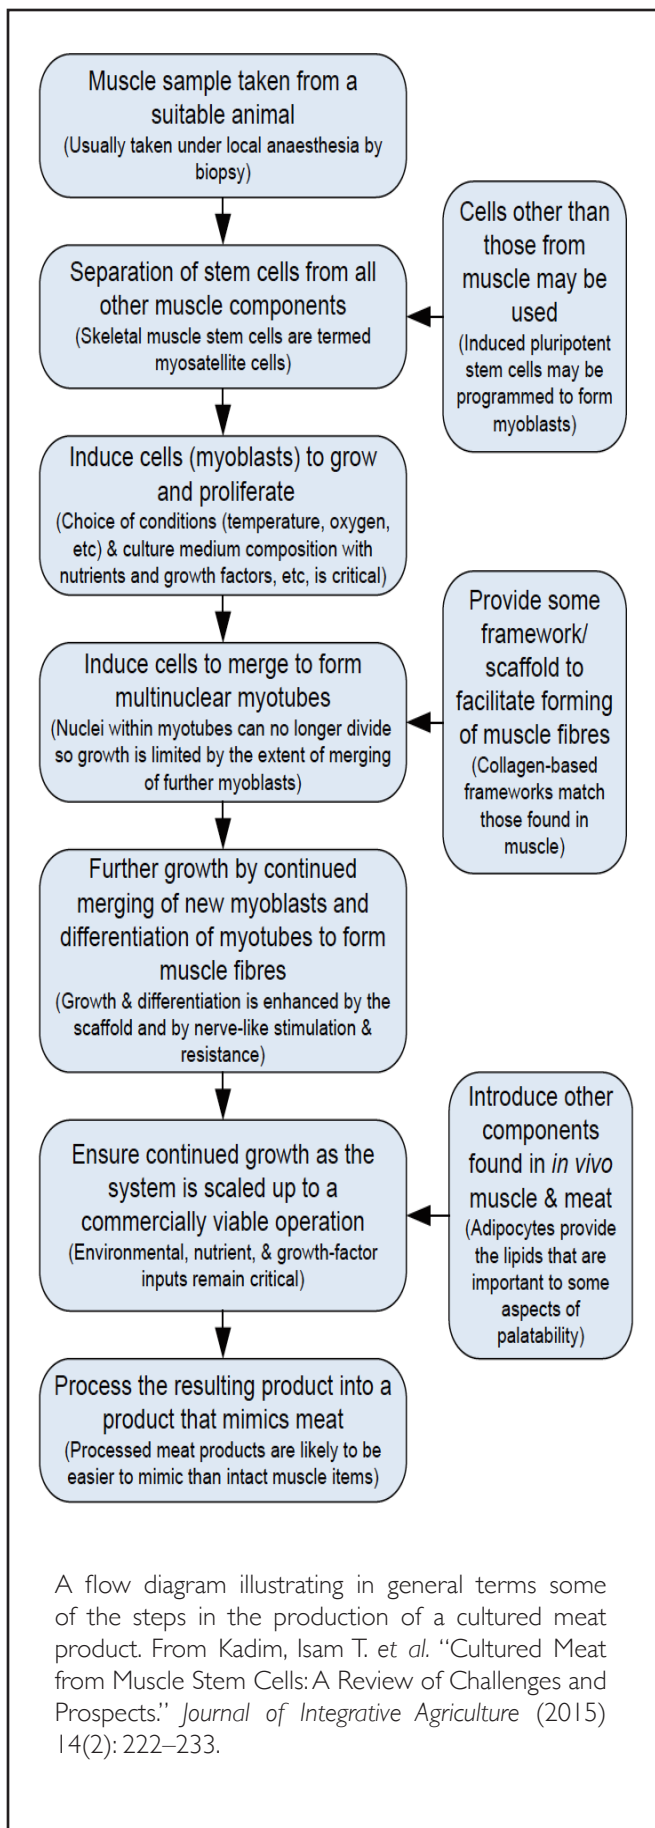 Muscle sample taken from a
suitable animal
(Usually taken under local anaesthesia by
biopsy)
Separation of stem cells from all
other muscle components
(Skeletal muscle stem cells are termed
myosatellite cells)
Cells other than
those from
muscle may be
used
(Induced pluripotent
stem cells may be
programmed to form
myoblasts)
Induce cells (myoblasts) to grow
and proliferate
(Choice of conditions (temperature, oxygen,
etc) & culture medium composition with
nutrients and growth factors, etc, is critical)
Induce cells to merge to form
multinuclear myotubes
(Nuclei within myotubes can no longer divide
so growth is limited by the extent of merging
of further myoblasts)
Provide some
framework/
scaffold to
facilitate forming
of muscle fibres
(Collagen-based
frameworks match
those found in
muscle)
Further growth by continued
merging of new myoblasts and
differentiation of myotubes to form
muscle fibres
(Growth & differentiation is enhanced by the
scaffold and by nerve-like stimulation &
resistance)
Ensure continued growth as the
system is scaled up to a
commercially viable operation
(Environmental, nutrient, & growth-factor
inputs remain critical)
Introduce other
components
found in in vivo
muscle & meat
(Adipocytes provide
the lipids that are
important to some
aspects of
palatability)
Process the resulting product into a
product that mimics meat
(Processed meat products are likely to be
easier to mimic than intact muscle items)
A flow diagram illustrating in general terms some
of the steps in the production of a cultured meat
product. From Kadim, Isam T. et al. “Cultured Meat
from Muscle Stem Cells: A Review of Challenges and
Prospects.” Journal of Integrative Agriculture (2015)
14(2): 222–233.